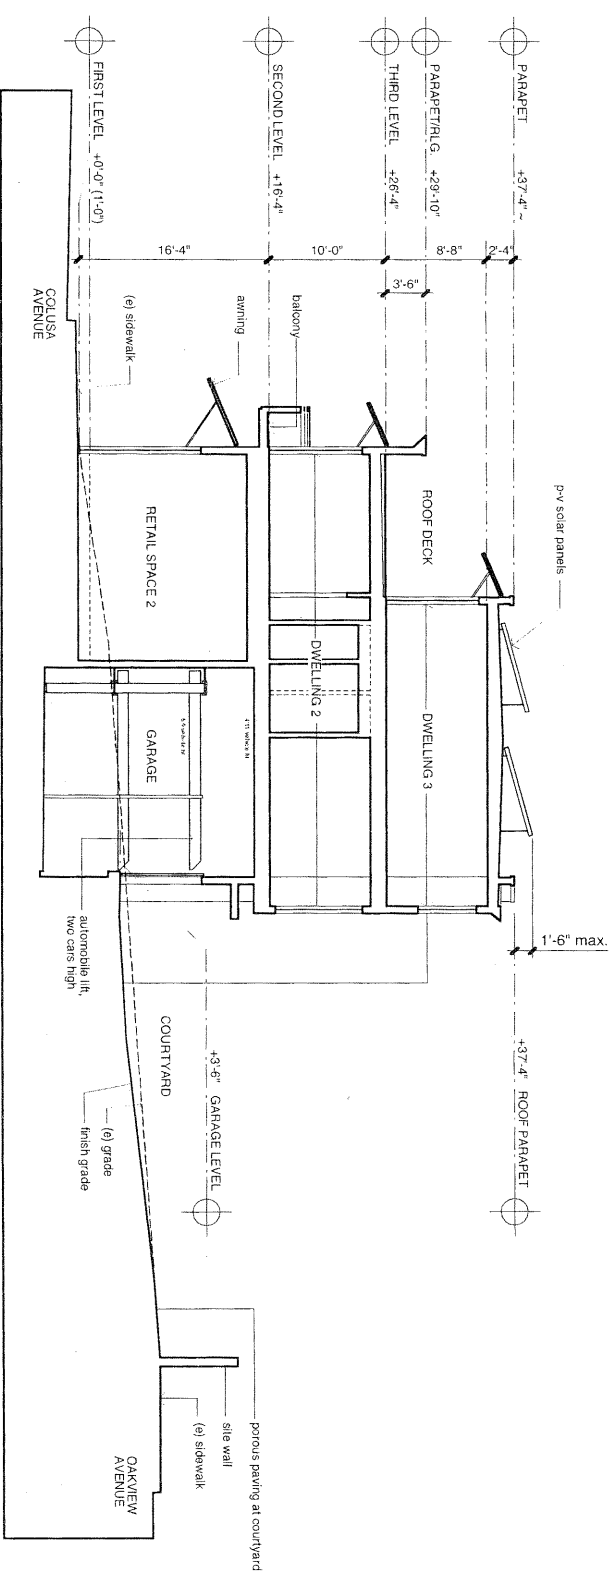 PARAPET +37'-4" ~
PARAPET/RLG. +29'-10"
THIRD LEVEL +26'-4"
SECOND LEVEL +16'-4"
FIRST LEVEL +0'-0" (1'-0")
2'-4"
8'-8"
3'-6"
10'-0"
16'-4"
p-v solar panels
balcony
awning
(e) sidewalk
COLUSA
AVENUE
ROOF DECK
DWELLING 3
DWELLING 2
RETAIL SPACE 2
GARAGE
1'-6" max.
automobile lift,
two cars high
+37'-4" ROOF PARAPET
+3'-6" GARAGE LEVEL
COURTYARD
(e) grade
finish grade
porous paving at courtyard
site wall
(e) sidewalk
OAKVIEW
AVENUE